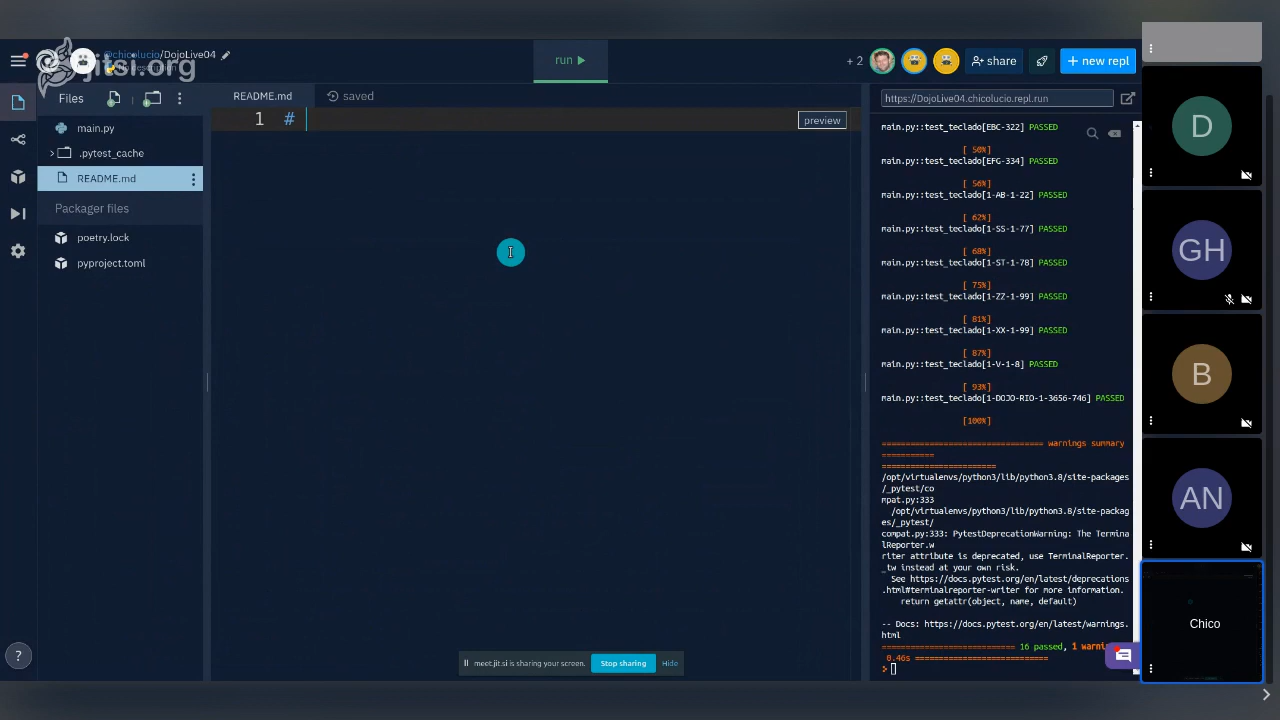 @chicolucio/DojoLive04
jitsi.org
run
+ 2
share
+ new repl
Files
README.md
saved
https://DojoLive04.chicolucio.repl.run
main.py
.pytest_cache
README.md
Packager files
poetry.lock
pyproject.toml
1 #
preview
main.py::test_teclado[EBC-322] PASSED
[ 50%]
main.py::test_teclado[EFG-334] PASSED
[ 56%]
main.py::test_teclado[1-AB-1-22] PASSED
[ 62%]
main.py::test_teclado[1-SS-1-77] PASSED
[ 68%]
main.py::test_teclado[1-ST-1-78] PASSED
[ 75%]
main.py::test_teclado[1-ZZ-1-99] PASSED
[ 81%]
main.py::test_teclado[1-XX-1-99] PASSED
[ 87%]
main.py::test_teclado[1-V-1-8] PASSED
[ 93%]
main.py::test_teclado[1-DOJO-RIO-1-3656-746] PASSED
[100%]
================================= warnings summary
===========
========================
/opt/virtualenvs/python3/lib/python3.8/site-packages
/_pytest/co
mpat.py:333
/opt/virtualenvs/python3/lib/python3.8/site-packag
es/_pytest/
compat.py:333: PytestDeprecationWarning: The Termina
lReporter.w
riter attribute is deprecated, use TerminalReporter.
_tw instead at your own risk.
See https://docs.pytest.org/en/latest/deprecations
.html#terminalreporter-writer for more information.
return getattr(object, name, default)
-- Docs: https://docs.pytest.org/en/latest/warnings.
html
=========================== 16 passed, 1 warni
0.46s ===========================
D
GH
B
AN
Chico
meet.jit.si is sharing your screen.
Stop sharing
Hide
?